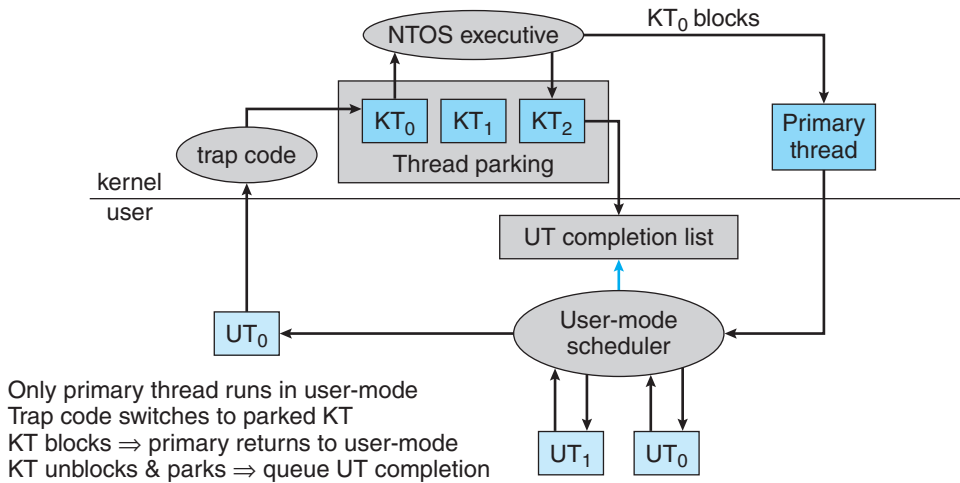 NTOS executive
KT₀ blocks
KT₀
KT₁
KT₂
Thread parking
trap code
Primary
thread
kernel
user
UT completion list
UT₀
User-mode
scheduler
UT₁
UT₀
Only primary thread runs in user-mode
Trap code switches to parked KT
KT blocks ⇒ primary returns to user-mode
KT unblocks & parks ⇒ queue UT completion